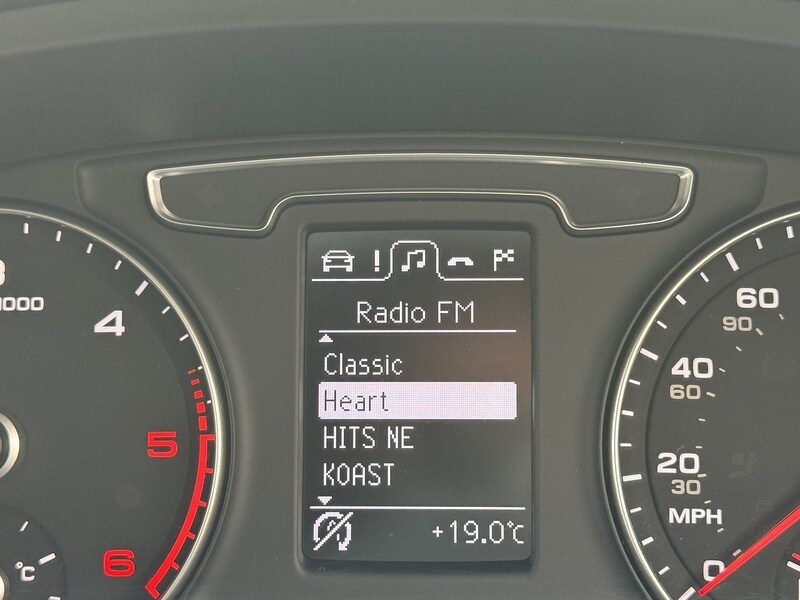 Radio FM
Classic
Heart
HITS NE
KOAST
+19.0°C
4
5
6
°C
60
90
40
60
20
30
MPH
0